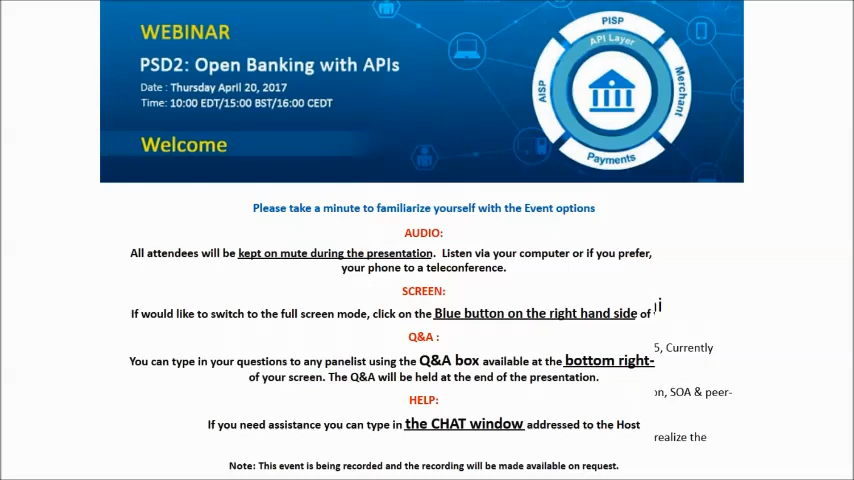 WEBINAR
PSD2: Open Banking with APIs
Date : Thursday April 20, 2017
Time: 10:00 EDT/15:00 BST/16:00 CEDT
Welcome
PISP
API Layer
AISP
Merchant
Payments
Please take a minute to familiarize yourself with the Event options
AUDIO:
All attendees will be kept on mute during the presentation. Listen via your computer or if you prefer,
your phone to a teleconference.
SCREEN:
If would like to switch to the full screen mode, click on the Blue button on the right hand side of
Q&A :
5, Currently
You can type in your questions to any panelist using the Q&A box available at the bottom right-
of your screen. The Q&A will be held at the end of the presentation.
on, SOA & peer-
HELP:
If you need assistance you can type in the CHAT window addressed to the Host
realize the
Note: This event is being recorded and the recording will be made available on request.